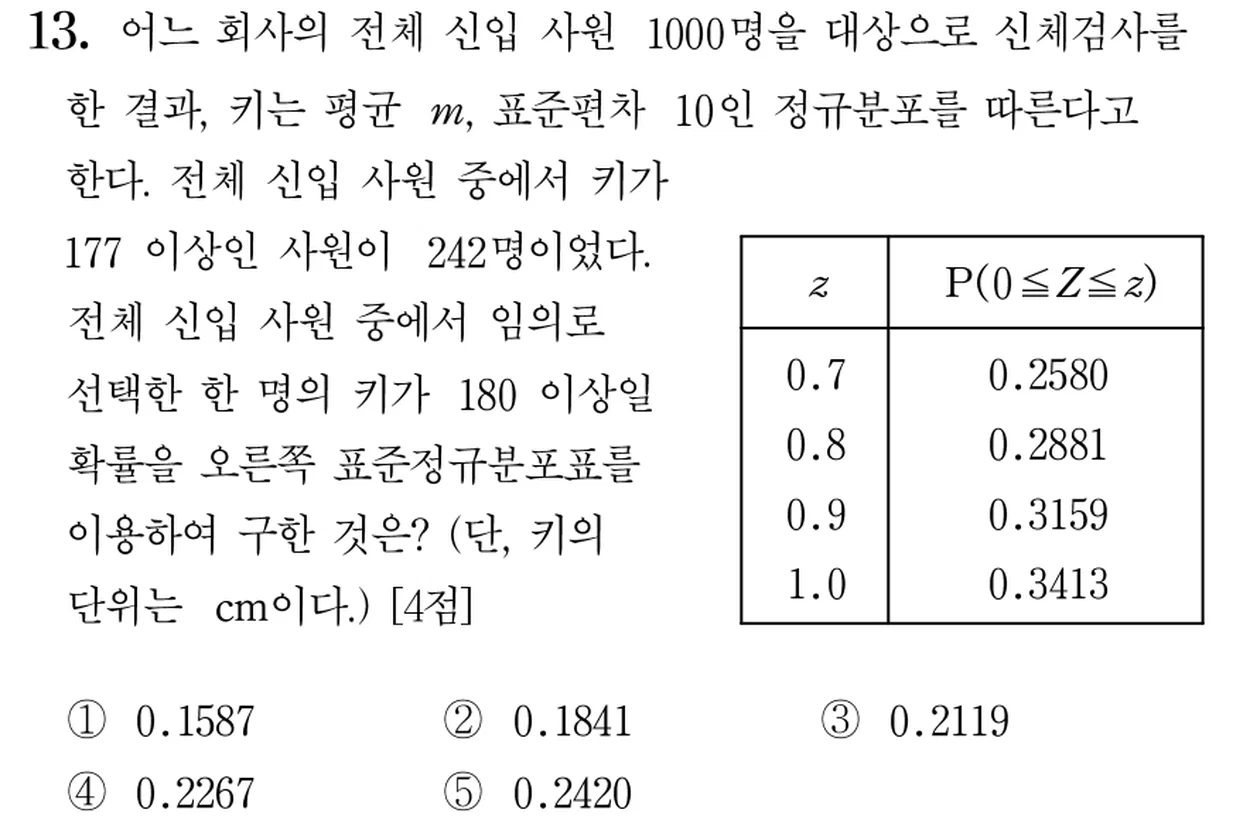 13. 어느 회사의 전체 신입 사원 1000명을 대상으로 신체검사를
한 결과, 키는 평균 m, 표준편차 10인 정규분포를 따른다고
한다. 전체 신입 사원 중에서 키가
177 이상인 사원이 242명이었다.
전체 신입 사원 중에서 임의로
선택한 한 명의 키가 180 이상일
확률을 오른쪽 표준정규분포표를
이용하여 구한 것은? (단, 키의
단위는 cm이다.) [4점]
z P(0≦Z≦z)
0.7 0.2580
0.8 0.2881
0.9 0.3159
1.0 0.3413
① 0.1587 ② 0.1841 ③ 0.2119
④ 0.2267 ⑤ 0.2420